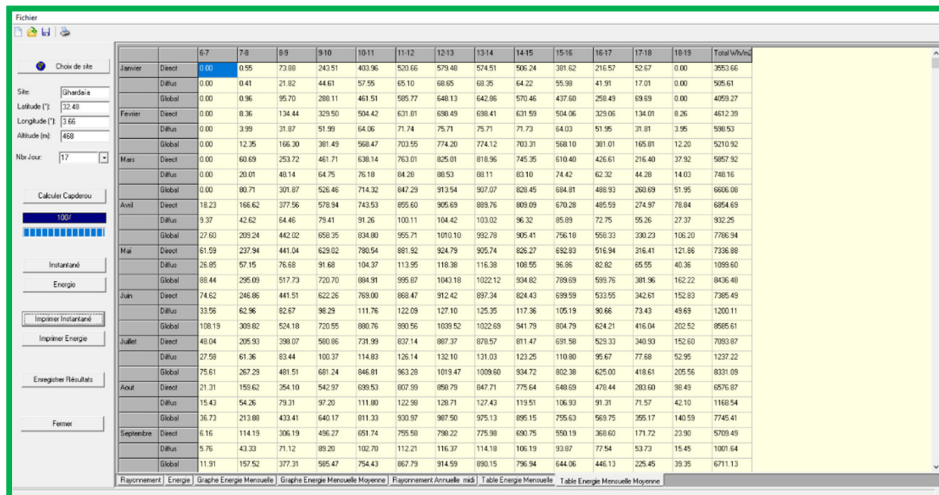 Fichier
Choix de site
Site: Ghardaia
Latitude (°): 32.48
Longitude (°): 3.66
Altitude (m): 468
Nbr Jour: 17
Calculer Capderou
100/
Instantané
Energie
Imprimer Instantané
Imprimer Energie
Enregistrer Résultats
Fermer
6-7 7-8 8-9 9-10 10-11 11-12 12-13 13-14 14-15 15-16 16-17 17-18 18-19 Total Wh/m2
Janvier Direct 0.00 0.55 73.88 243.51 403.96 520.66 579.48 574.51 506.24 381.62 216.57 52.67 0.00 3553.66
Diffus 0.00 0.41 21.82 44.61 57.55 65.10 68.65 68.35 64.22 55.98 41.91 17.01 0.00 505.61
Global 0.00 0.96 95.70 288.11 461.51 585.77 648.13 642.86 570.46 437.60 258.49 69.69 0.00 4059.27
Fevrier Direct 0.00 8.36 134.44 329.50 504.42 631.81 698.49 698.41 631.59 504.06 329.06 134.01 8.26 4612.39
Diffus 0.00 3.99 31.87 51.99 64.06 71.74 75.71 75.71 71.73 64.03 51.95 31.81 3.95 598.53
Global 0.00 12.35 166.30 381.49 568.47 703.55 774.20 774.12 703.31 568.10 381.01 165.81 12.20 5210.92
Mars Direct 0.00 60.69 253.72 461.71 638.14 763.01 825.01 818.96 745.35 610.40 426.61 216.40 37.92 5857.92
Diffus 0.00 20.01 48.14 64.75 76.18 84.28 88.53 88.11 83.10 74.42 62.32 44.28 14.03 748.16
Global 0.00 80.71 301.87 526.46 714.32 847.29 913.54 907.07 828.45 684.81 488.93 260.69 51.95 6606.08
Avril Direct 18.23 166.62 377.56 578.94 743.53 855.60 905.69 889.76 809.09 670.28 485.59 274.97 78.84 6854.69
Diffus 9.37 42.62 64.46 79.41 91.26 100.11 104.42 103.02 96.32 85.89 72.75 55.26 27.37 932.25
Global 27.60 209.24 442.02 658.35 834.80 955.71 1010.10 992.78 905.41 756.18 558.33 330.23 106.20 7786.94
Mai Direct 61.59 237.94 441.04 629.02 780.54 881.92 924.79 905.74 826.27 692.83 516.94 316.41 121.86 7336.88
Diffus 26.85 57.15 76.68 91.68 104.37 113.95 118.38 116.38 108.55 96.86 82.82 65.55 40.36 1099.60
Global 88.44 295.09 517.73 720.70 884.91 995.87 1043.18 1022.12 934.82 789.69 599.76 381.96 162.22 8436.48
Juin Direct 74.62 246.86 441.51 622.26 769.00 868.47 912.42 897.34 824.43 699.59 533.55 342.61 152.83 7385.49
Diffus 33.56 62.96 82.67 98.29 111.76 122.09 127.10 125.35 117.36 105.19 90.66 73.43 49.69 1200.11
Global 108.19 309.82 524.18 720.55 880.76 990.56 1039.52 1022.69 941.79 804.79 624.21 416.04 202.52 8585.61
Juillet Direct 48.04 205.93 398.07 580.86 731.99 837.14 887.37 878.57 811.47 691.58 529.33 340.93 152.60 7093.87
Diffus 27.58 61.36 83.44 100.37 114.83 126.14 132.10 131.03 123.25 110.80 95.67 77.68 52.95 1237.22
Global 75.61 267.29 481.51 681.24 846.81 963.28 1019.47 1009.60 934.72 802.38 625.00 418.61 205.56 8331.09
Aout Direct 21.31 159.62 354.10 542.97 699.53 807.99 858.79 847.71 775.64 648.69 478.44 283.60 98.49 6576.87
Diffus 15.43 54.26 79.31 97.20 111.80 122.98 128.71 127.43 119.51 106.93 91.31 71.57 42.10 1168.54
Global 36.73 213.88 433.41 640.17 811.33 930.97 987.50 975.13 895.15 755.63 569.75 355.17 140.59 7745.41
Septembre Direct 6.16 114.19 306.19 496.27 651.74 755.58 798.22 775.98 690.75 550.19 368.60 171.72 23.90 5709.49
Diffus 5.76 43.33 71.12 89.20 102.70 112.21 116.37 114.18 106.19 93.87 77.54 53.73 15.45 1001.64
Global 11.91 157.52 377.31 585.47 754.43 867.79 914.59 890.15 796.94 644.06 446.13 225.45 39.35 6711.13
Rayonnement Energie Graphe Energie Mensuelle Graphe Energie Mensuelle Moyenne Rayonnement Annuelle midi Table Energie Mensuelle Table Energie Mensuelle Moyenne